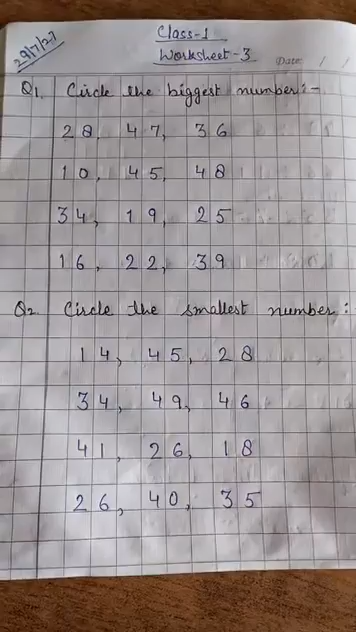 29/7/27
Class-1
Worksheet-3
Date: / /
Q1. Circle the biggest number:-
28, 47, 36
10, 45, 48
34, 19, 25
16, 22, 39
Q2. Circle the smallest number:
14, 45, 28
34, 49, 46
41, 26, 18
26, 40, 35